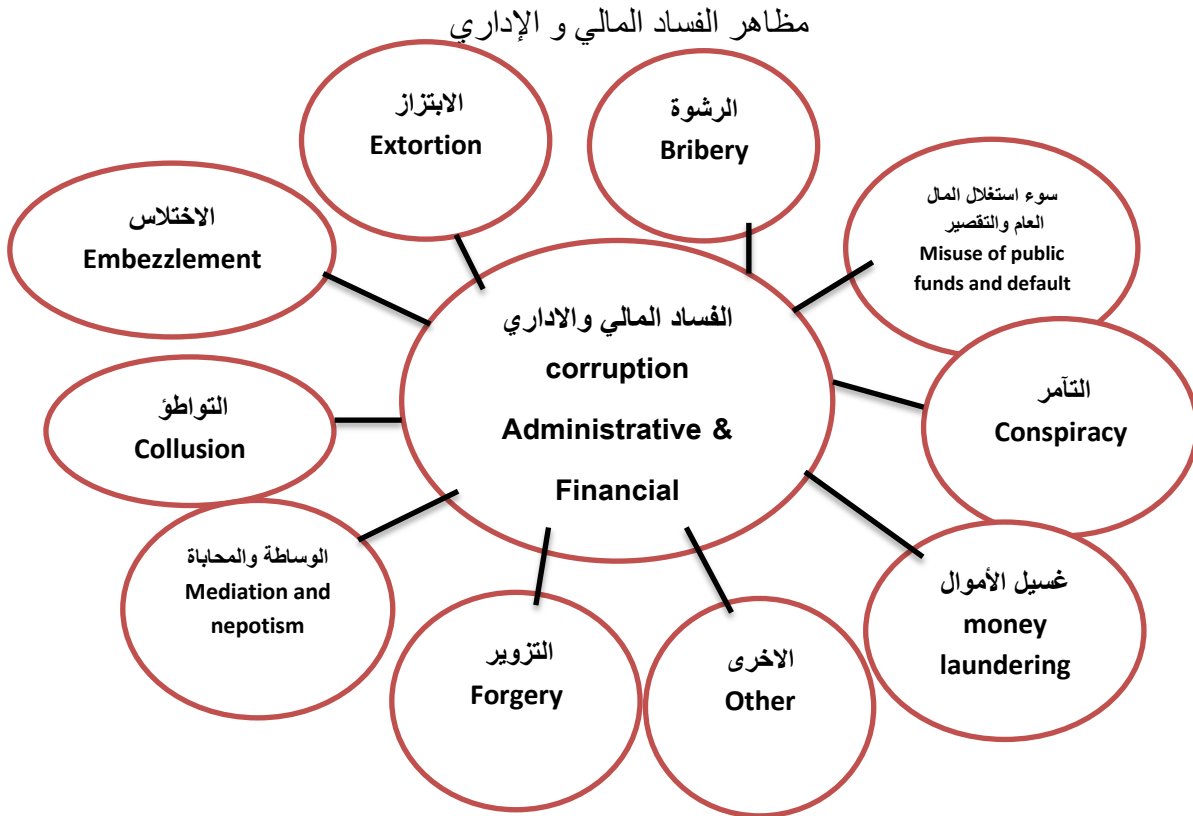 مظاهر الفساد المالي و الإداري
الابتزاز
Extortion
الرشوة
Bribery
الاختلاس
Embezzlement
سوء استغلال المال
العام والتقصير
Misuse of public
funds and default
الفساد المالي والاداري
corruption
Administrative &
Financial
التواطؤ
Collusion
التآمر
Conspiracy
الوساطة والمحاباة
Mediation and
nepotism
غسيل الأموال
money
laundering
التزوير
Forgery
الاخرى
Other